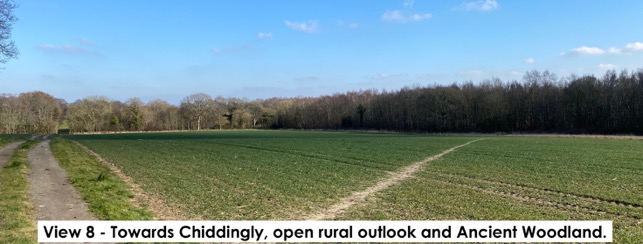 View 8 - Towards Chiddingly, open rural outlook and Ancient Woodland.